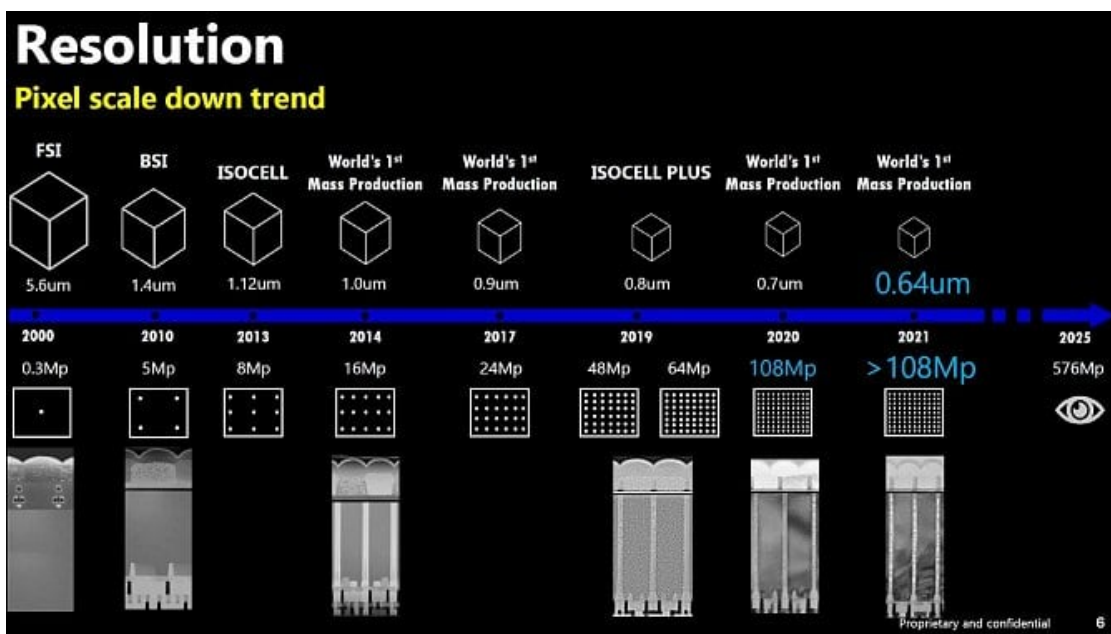 Resolution
Pixel scale down trend
FSI
BSI
ISOCELL
World's 1st
Mass Production
World's 1st
Mass Production
ISOCELL PLUS
World's 1st
Mass Production
World's 1st
Mass Production
5.6um 1.4um 1.12um 1.0um 0.9um 0.8um 0.7um 0.64um
2000 2010 2013 2014 2017 2019 2020 2021 2025
0.3Mp 5Mp 8Mp 16Mp 24Mp 48Mp 64Mp 108Mp >108Mp 576Mp
Proprietary and confidential 6